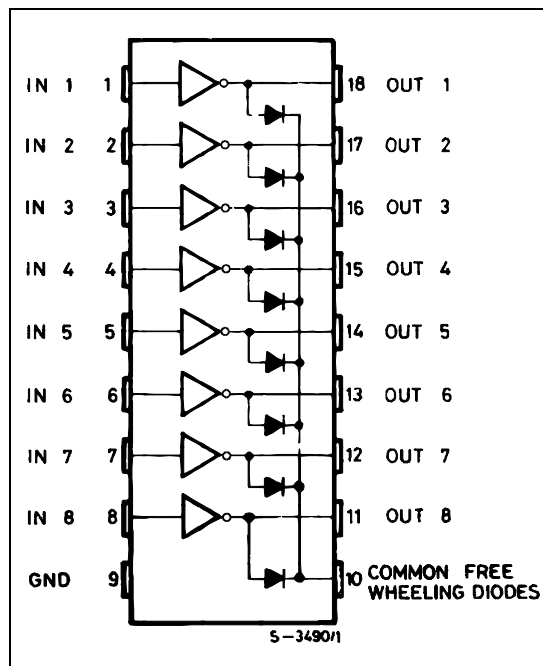 IN 1 1 18 OUT 1
IN 2 2 17 OUT 2
IN 3 3 16 OUT 3
IN 4 4 15 OUT 4
IN 5 5 14 OUT 5
IN 6 6 13 OUT 6
IN 7 7 12 OUT 7
IN 8 8 11 OUT 8
GND 9 10 COMMON FREE
WHEELING DIODES
S-3490/1